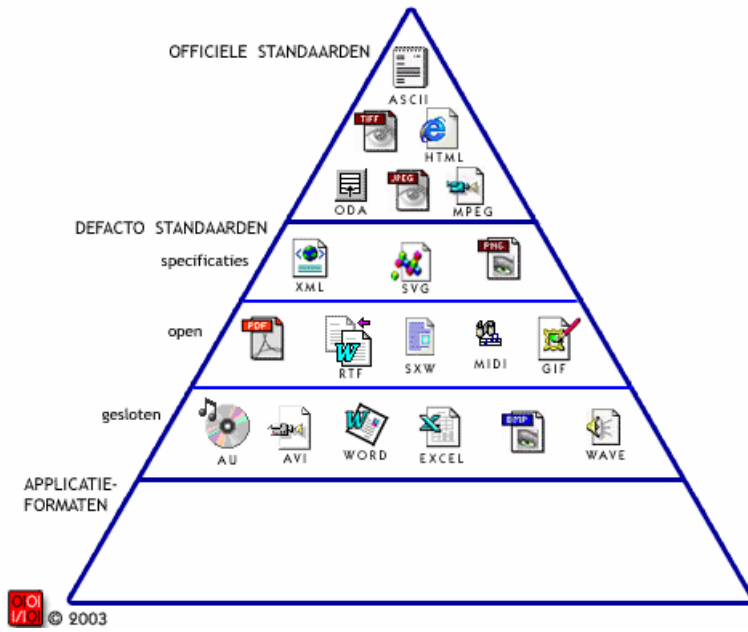 OFFICIELE STANDAARDEN
ASCII
TIFF
HTML
ODA JPEG MPEG
DEFACTO STANDAARDEN
specificaties
XML SVG PNG
open
PDF RTF SXW MIDI GIF
gesloten
AU AVI WORD EXCEL BMP WAVE
APPLICATIE-
FORMATEN
© 2003